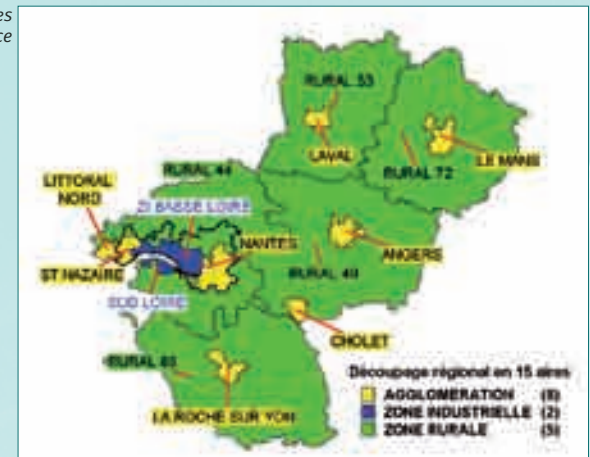 es
ce
RURAL 53
LAVAL
LE MANS
RURAL 72
RURAL 44
LITTORAL
NORD
ZI BASSE LOIRE
NANTES
ANGERS
ST NAZAIRE
RURAL 49
SUD LOIRE
CHOLET
RURAL 85
LA ROCHE SUR YON
Découpage régional en 15 aires
AGGLOMERATION (8)
ZONE INDUSTRIELLE (2)
ZONE RURALE (5)